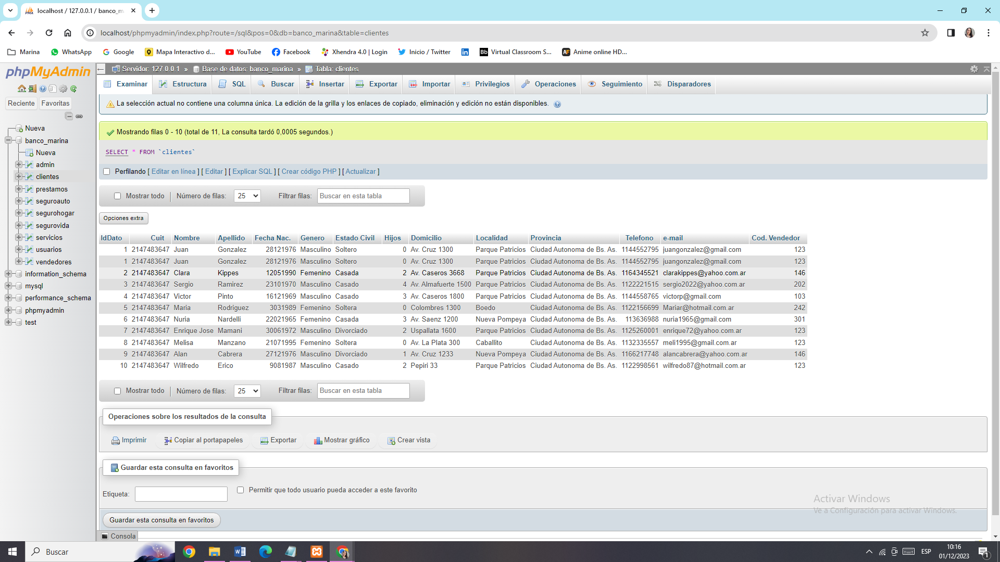 localhost / 127.0.0.1 / banco_m
localhost/phpmyadmin/index.php?route=/sql&pos=0&db=banco_marina&table=clientes
Marina WhatsApp Google Mapa Interactivo d... YouTube Facebook Xhendra 4.0 | Login Inicio / Twitter Virtual Classroom S... Anime online HD...
phpMyAdmin
Reciente Favoritas
Nueva
banco_marina
Nueva
admin
clientes
prestamos
seguroauto
segurohogar
segurovida
servicios
usuarios
vendedores
information_schema
mysql
performance_schema
phpmyadmin
test
Servidor: 127.0.0.1 » Base de datos: banco_marina » Tabla: clientes
Examinar Estructura SQL Buscar Insertar Exportar Importar Privilegios Operaciones Seguimiento Disparadores
La selección actual no contiene una columna única. La edición de la grilla y los enlaces de copiado, eliminación y edición no están disponibles.
Mostrando filas 0 - 10 (total de 11, La consulta tardó 0,0005 segundos.)
SELECT * FROM `clientes`
Perfilando [ Editar en línea ] [ Editar ] [ Explicar SQL ] [ Crear código PHP ] [ Actualizar ]
Mostrar todo Número de filas: 25 Filtrar filas: Buscar en esta tabla
Opciones extra
IdDato Cuit Nombre Apellido Fecha Nac. Genero Estado Civil Hijos Domicilio Localidad Provincia Telefono e-mail Cod. Vendedor
1 2147483647 Juan Gonzalez 28121976 Masculino Soltero 0 Av. Cruz 1300 Parque Patricios Ciudad Autonoma de Bs. As. 1144552795 juangonzalez@gmail.com 123
1 2147483647 Juan Gonzalez 28121976 Masculino Soltero 0 Av. Cruz 1300 Parque Patricios Ciudad Autonoma de Bs. As. 1144552795 juangonzalez@gmail.com 123
2 2147483647 Clara Kippes 12051990 Femenino Casada 2 Av. Caseros 3668 Parque Patricios Ciudad Autonoma de Bs. As. 1164345521 clarakippes@yahoo.com.ar 146
3 2147483647 Sergio Ramirez 23101970 Masculino Casado 4 Av. Almafuerte 1500 Parque Patricios Ciudad Autonoma de Bs. As. 1122221515 sergio2022@yahoo.com.ar 202
4 2147483647 Victor Pinto 16121969 Masculino Casado 3 Av. Caseros 1800 Parque Patricios Ciudad Autonoma de Bs. As. 1144558765 victorp@gmail.com 103
5 2147483647 Maria Rodriguez 3031989 Femenino Soltera 0 Colombres 1300 Boedo Ciudad Autonoma de Bs. As. 1122156699 Mariar@hotmail.com.ar 242
6 2147483647 Nuria Nardelli 22021965 Femenino Casada 3 Av. Saenz 1200 Nueva Pompeya Ciudad Autonoma de Bs. As. 113636988 nuria1965@gmail.com 301
7 2147483647 Enrique Jose Mamani 30061972 Masculino Divorciado 2 Uspallata 1600 Parque Patricios Ciudad Autonoma de Bs. As. 1125260001 enrique72@yahoo.com.ar 123
8 2147483647 Melisa Manzano 21071995 Femenino Soltera 0 Av. La Plata 300 Caballito Ciudad Autonoma de Bs. As. 1132335557 meli1995@gmail.com.ar 123
9 2147483647 Alan Cabrera 27121976 Masculino Divorciado 1 Av. Cruz 1233 Nueva Pompeya Ciudad Autonoma de Bs. As. 1166217748 alancabrera@yahoo.com.ar 146
10 2147483647 Wilfredo Erico 9081987 Masculino Casado 2 Pepiri 33 Parque Patricios Ciudad Autonoma de Bs. As. 1122998561 wilfredo87@hotmail.com.ar 123
Mostrar todo Número de filas: 25 Filtrar filas: Buscar en esta tabla
Operaciones sobre los resultados de la consulta
Imprimir Copiar al portapapeles Exportar Mostrar gráfico Crear vista
Guardar esta consulta en favoritos
Etiqueta: Permitir que todo usuario pueda acceder a este favorito
Guardar esta consulta en favoritos
Consola
Activar Windows
Ve a Configuración para activar Windows.
Buscar
ESP
10:16
01/12/2023
1